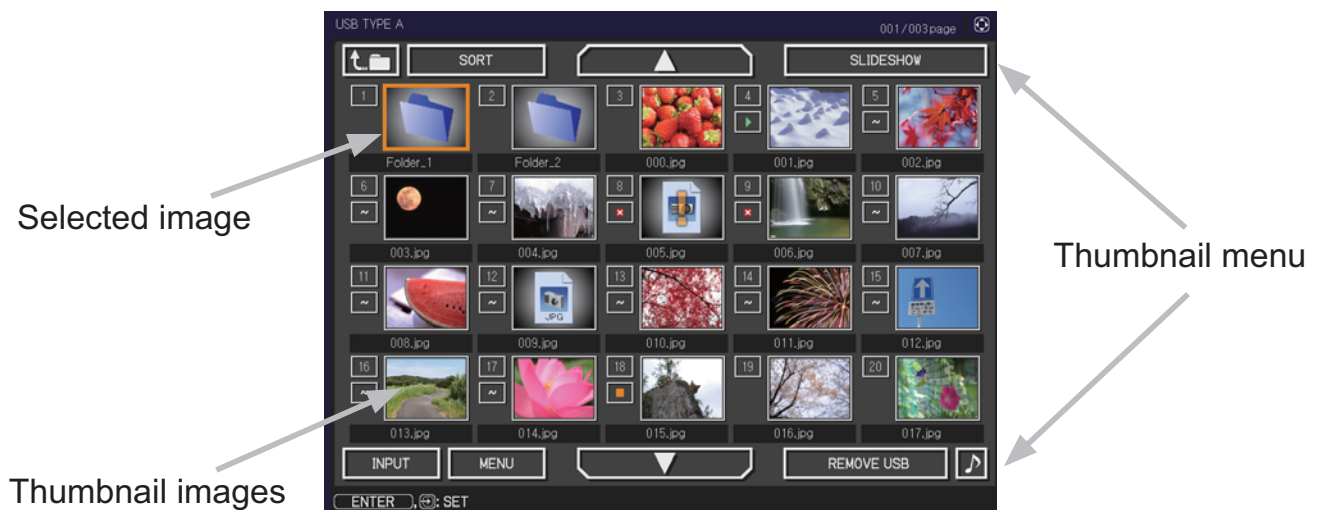 USB TYPE A
001/003page
SORT
SLIDESHOW
1
2
3
4
5
~
Folder_1
Folder_2
000.jpg
001.jpg
002.jpg
Selected image
6
7
8
9
10
~
~
~
003.jpg
004.jpg
005.jpg
006.jpg
007.jpg
Thumbnail menu
11
12
13
14
15
~
~
~
~
~
JPG
008.jpg
009.jpg
010.jpg
011.jpg
012.jpg
16
17
18
19
20
~
~
013.jpg
014.jpg
015.jpg
016.jpg
017.jpg
INPUT
MENU
REMOVE USB
Thumbnail images
ENTER , : SET